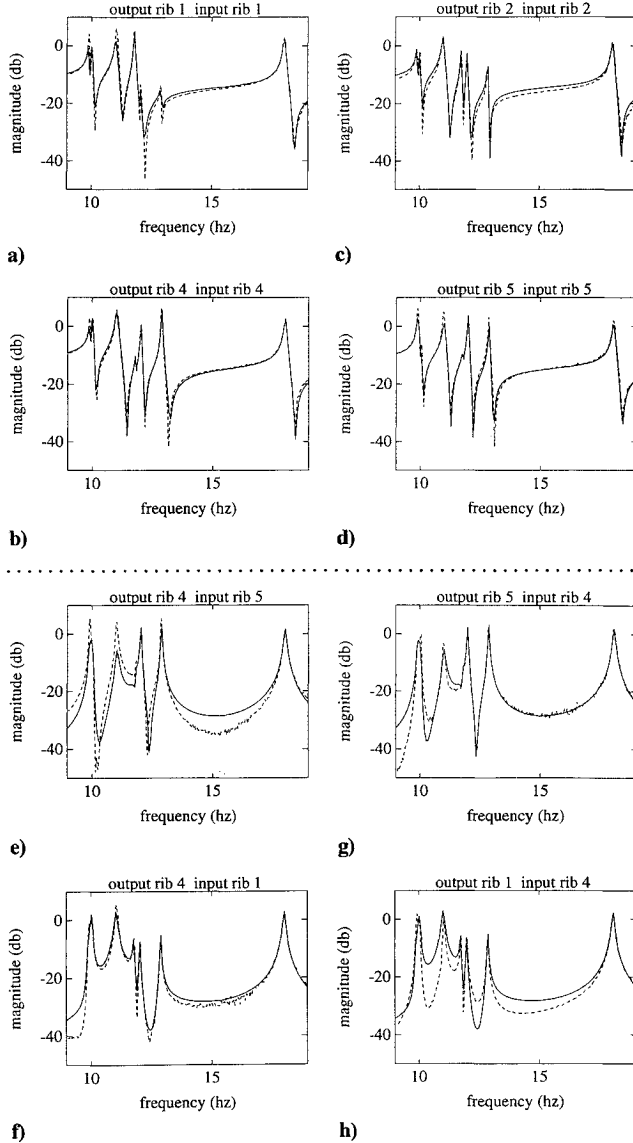 output rib 1 input rib 1
magnitude (db)
0
-20
-40
10
15
frequency (hz)
a)
output rib 2 input rib 2
magnitude (db)
0
-20
-40
10
15
frequency (hz)
c)
output rib 4 input rib 4
magnitude (db)
0
-20
-40
10
15
frequency (hz)
b)
output rib 5 input rib 5
magnitude (db)
0
-20
-40
10
15
frequency (hz)
d)
output rib 4 input rib 5
magnitude (db)
0
-20
-40
10
15
frequency (hz)
e)
output rib 5 input rib 4
magnitude (db)
0
-20
-40
10
15
frequency (hz)
g)
output rib 4 input rib 1
magnitude (db)
0
-20
-40
10
15
frequency (hz)
f)
output rib 1 input rib 4
magnitude (db)
0
-20
-40
10
15
frequency (hz)
h)